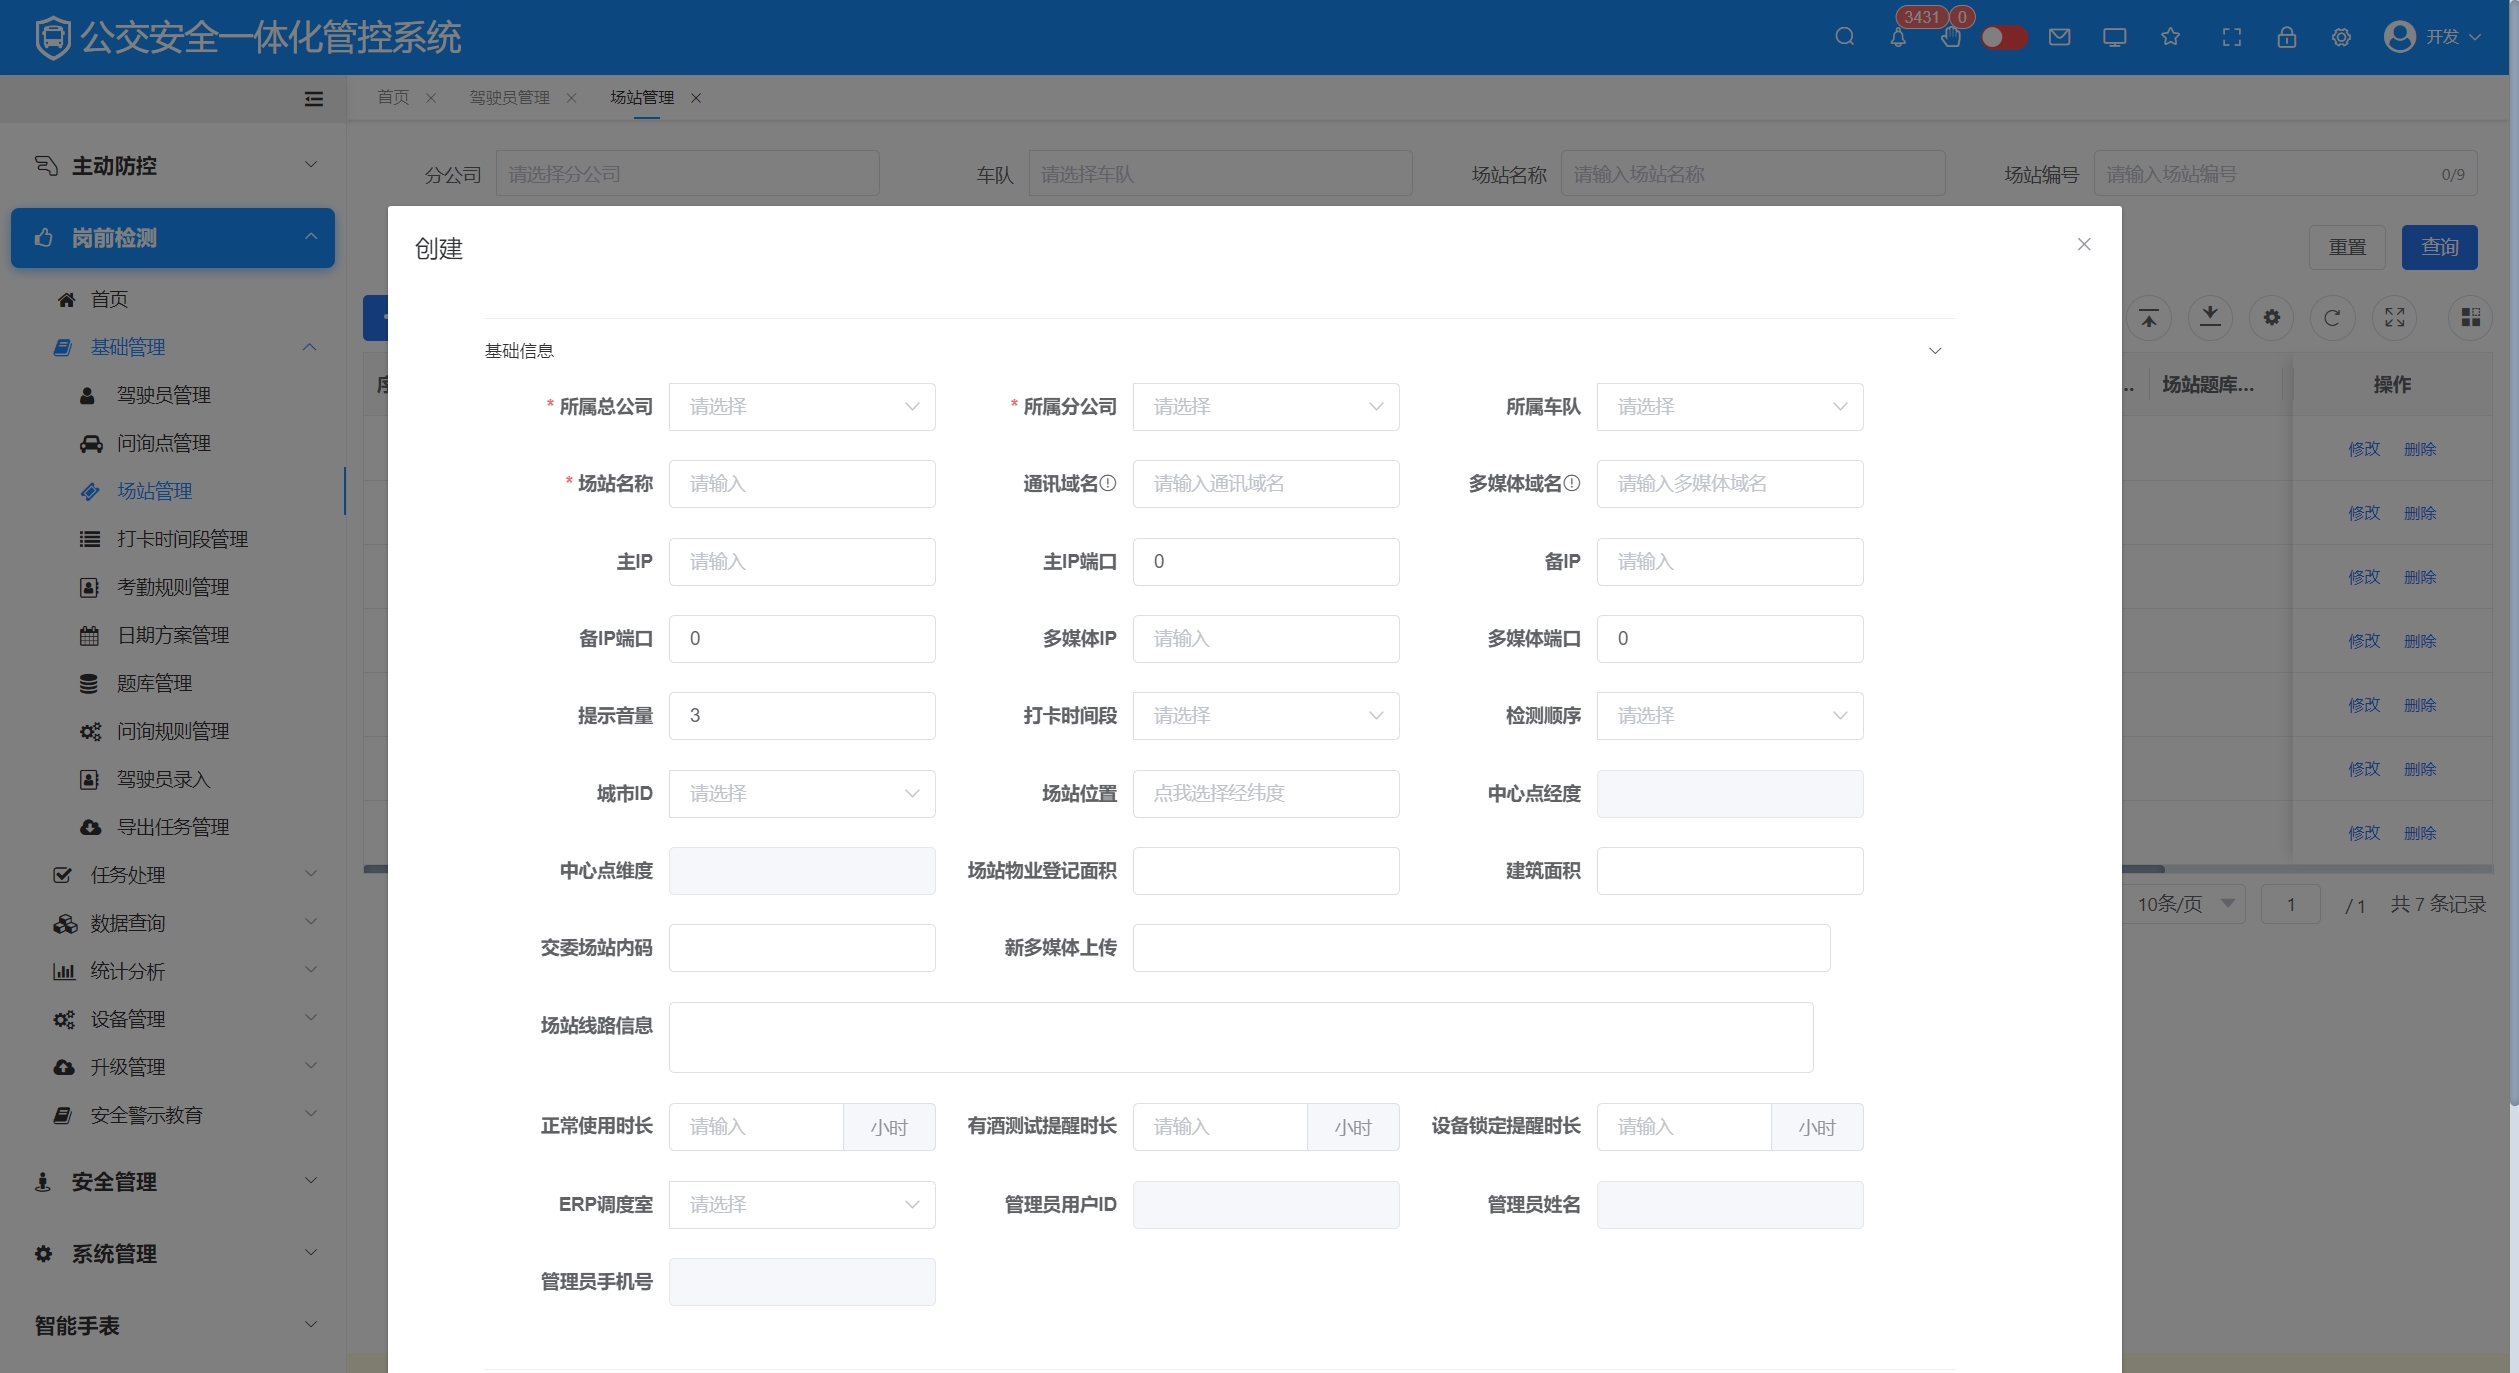 公交安全一体化管控系统
3431
0
开发
首页
驾驶员管理
场站管理
主动防控
岗前检测
首页
基础管理
驾驶员管理
问询点管理
场站管理
打卡时间段管理
考勤规则管理
日期方案管理
题库管理
问询规则管理
驾驶员录入
导出任务管理
任务处理
数据查询
统计分析
设备管理
升级管理
安全警示教育
安全管理
系统管理
智能手表
分公司 请选择分公司
车队 请选择车队
场站名称 请输入场站名称
场站编号 请输入场站编号 0/9
重置 查询
创建
基础信息
* 所属总公司 请选择 * 所属分公司 请选择 所属车队 请选择
* 场站名称 请输入 通讯域名 请输入通讯域名 多媒体域名 请输入多媒体域名
主IP 请输入 主IP端口 0 备IP 请输入
备IP端口 0 多媒体IP 请输入 多媒体端口 0
提示音量 3 打卡时间段 请选择 检测顺序 请选择
城市ID 请选择 场站位置 点我选择经纬度 中心点经度
中心点维度 场站物业登记面积 建筑面积
交委场站内码 新多媒体上传
场站线路信息
正常使用时长 请输入 小时 有酒测试提醒时长 请输入 小时 设备锁定提醒时长 请输入 小时
ERP调度室 请选择 管理员用户ID 管理员姓名
管理员手机号
.. 场站题库... 操作
修改 删除
修改 删除
修改 删除
修改 删除
修改 删除
修改 删除
修改 删除
10条/页 1 / 1 共 7 条记录